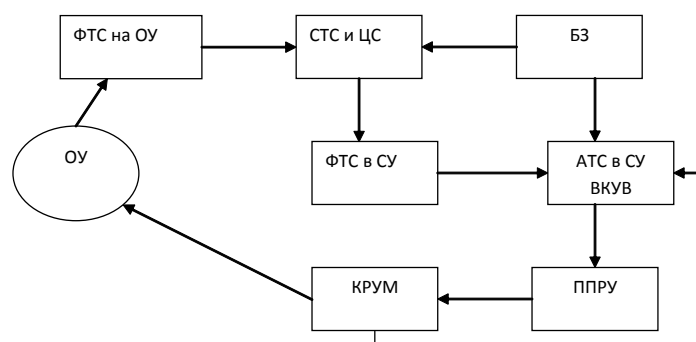 ФТС на ОУ
СТС и ЦС
БЗ
ОУ
ФТС в СУ
АТС в СУ
ВКУВ
КРУМ
ППРУ